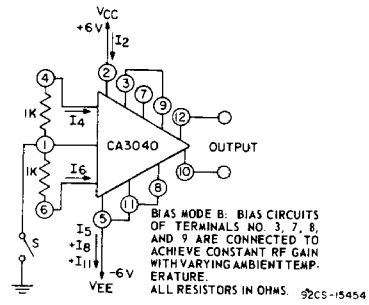 VCC
+6V
I2
2
3
4
7
9
12
1K
I4
1
CA3040
OUTPUT
1K
I6
10
6
8
S
5
11
I5
+I8
+I11
-6V
VEE
BIAS MODE B: BIAS CIRCUITS
OF TERMINALS NO. 3, 7, 8,
AND 9 ARE CONNECTED TO
ACHIEVE CONSTANT RF GAIN
WITH VARYING AMBIENT TEMP-
ERATURE.
ALL RESISTORS IN OHMS.
92CS-15454